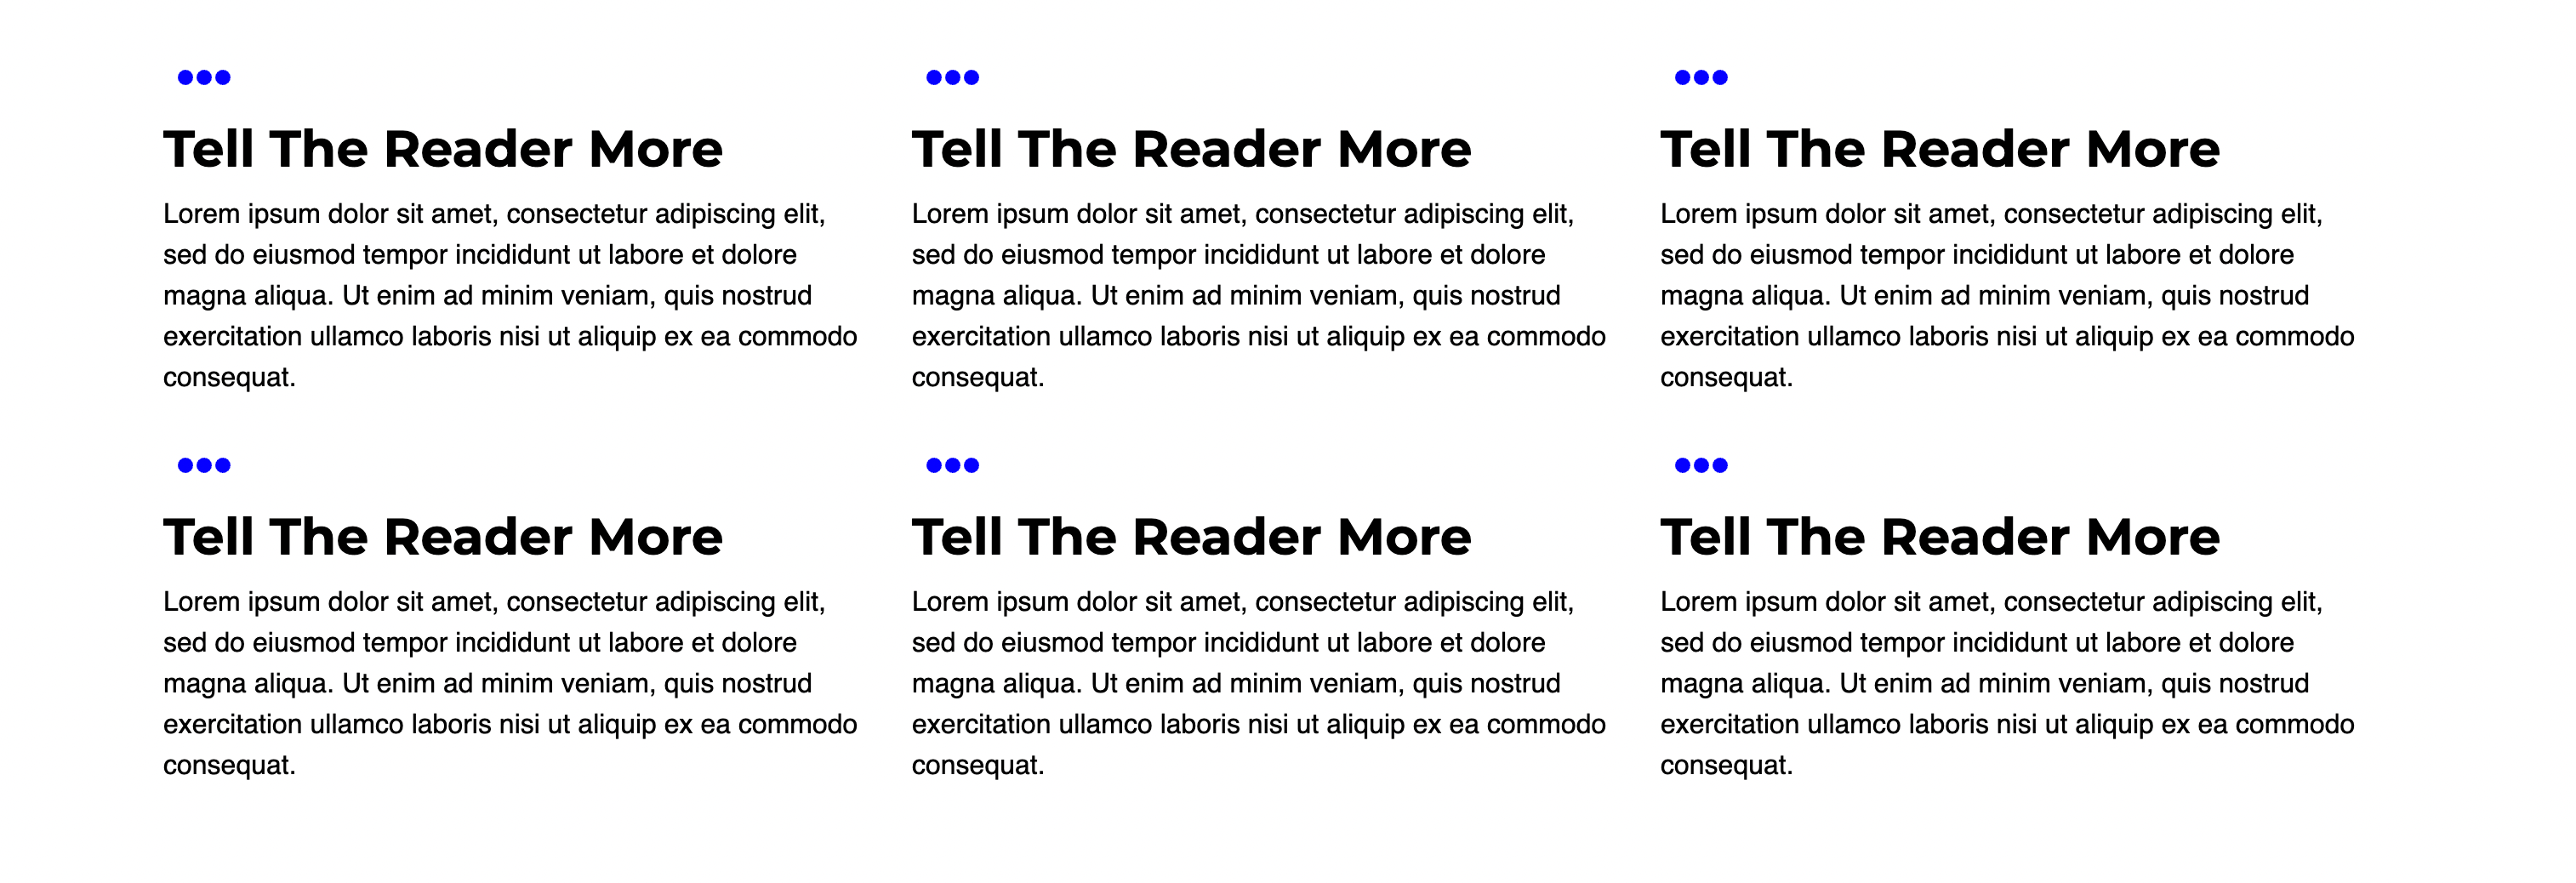 Tell The Reader More
Lorem ipsum dolor sit amet, consectetur adipiscing elit,
sed do eiusmod tempor incididunt ut labore et dolore
magna aliqua. Ut enim ad minim veniam, quis nostrud
exercitation ullamco laboris nisi ut aliquip ex ea commodo
consequat.
Tell The Reader More
Lorem ipsum dolor sit amet, consectetur adipiscing elit,
sed do eiusmod tempor incididunt ut labore et dolore
magna aliqua. Ut enim ad minim veniam, quis nostrud
exercitation ullamco laboris nisi ut aliquip ex ea commodo
consequat.
Tell The Reader More
Lorem ipsum dolor sit amet, consectetur adipiscing elit,
sed do eiusmod tempor incididunt ut labore et dolore
magna aliqua. Ut enim ad minim veniam, quis nostrud
exercitation ullamco laboris nisi ut aliquip ex ea commodo
consequat.
Tell The Reader More
Lorem ipsum dolor sit amet, consectetur adipiscing elit,
sed do eiusmod tempor incididunt ut labore et dolore
magna aliqua. Ut enim ad minim veniam, quis nostrud
exercitation ullamco laboris nisi ut aliquip ex ea commodo
consequat.
Tell The Reader More
Lorem ipsum dolor sit amet, consectetur adipiscing elit,
sed do eiusmod tempor incididunt ut labore et dolore
magna aliqua. Ut enim ad minim veniam, quis nostrud
exercitation ullamco laboris nisi ut aliquip ex ea commodo
consequat.
Tell The Reader More
Lorem ipsum dolor sit amet, consectetur adipiscing elit,
sed do eiusmod tempor incididunt ut labore et dolore
magna aliqua. Ut enim ad minim veniam, quis nostrud
exercitation ullamco laboris nisi ut aliquip ex ea commodo
consequat.